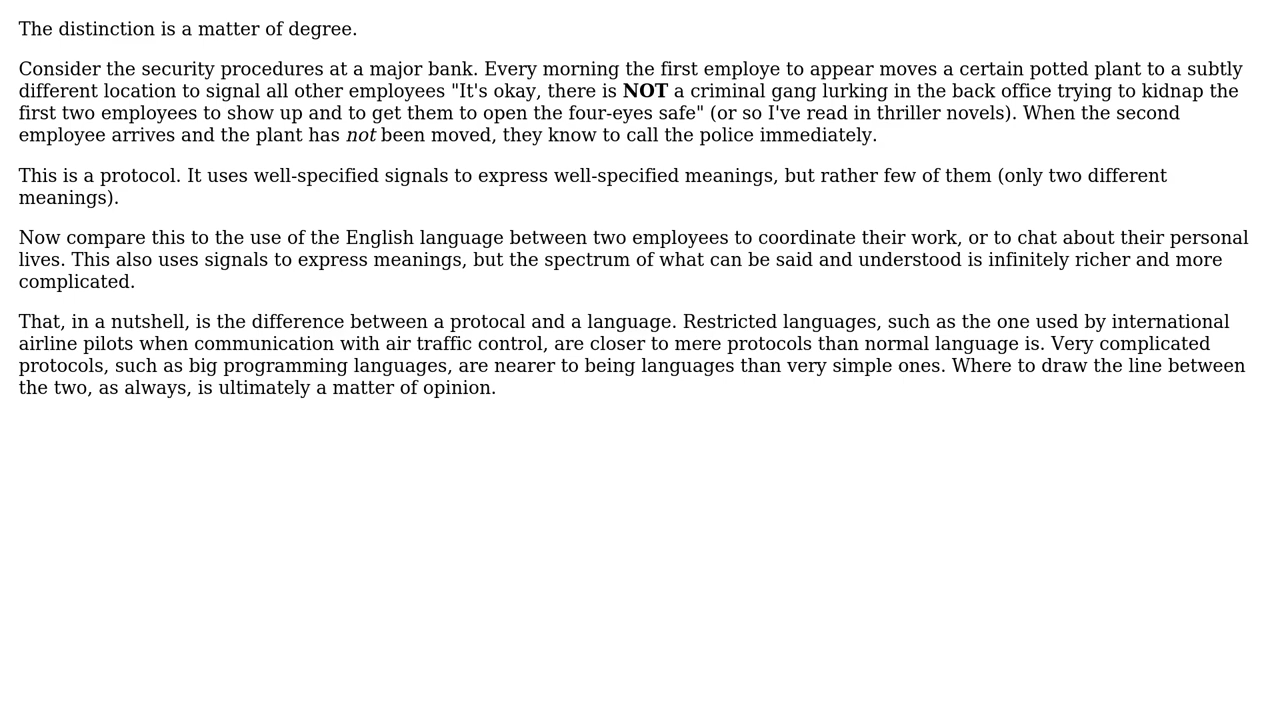 The distinction is a matter of degree.
Consider the security procedures at a major bank. Every morning the first employe to appear moves a certain potted plant to a subtly
different location to signal all other employees "It's okay, there is NOT a criminal gang lurking in the back office trying to kidnap the
first two employees to show up and to get them to open the four-eyes safe" (or so I've read in thriller novels). When the second
employee arrives and the plant has not been moved, they know to call the police immediately.
This is a protocol. It uses well-specified signals to express well-specified meanings, but rather few of them (only two different
meanings).
Now compare this to the use of the English language between two employees to coordinate their work, or to chat about their personal
lives. This also uses signals to express meanings, but the spectrum of what can be said and understood is infinitely richer and more
complicated.
That, in a nutshell, is the difference between a protocal and a language. Restricted languages, such as the one used by international
airline pilots when communication with air traffic control, are closer to mere protocols than normal language is. Very complicated
protocols, such as big programming languages, are nearer to being languages than very simple ones. Where to draw the line between
the two, as always, is ultimately a matter of opinion.